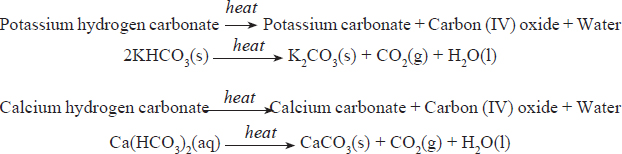 heat
Potassium hydrogen carbonate ⟶ Potassium carbonate + Carbon (IV) oxide + Water
heat
2KHCO₃(s) ⟶ K₂CO₃(s) + CO₂(g) + H₂O(l)
heat
Calcium hydrogen carbonate ⟶ Calcium carbonate + Carbon (IV) oxide + Water
heat
Ca(HCO₃)₂(aq) ⟶ CaCO₃(s) + CO₂(g) + H₂O(l)